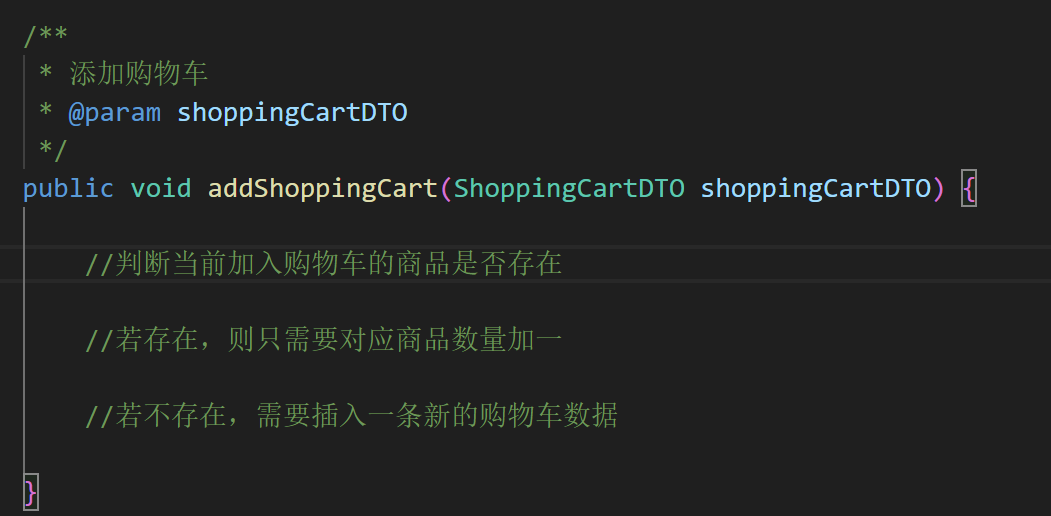 /**
 * 添加购物车
 * @param shoppingCartDTO
 */
public void addShoppingCart(ShoppingCartDTO shoppingCartDTO) {
    //判断当前加入购物车的商品是否存在
    //若存在，则只需要对应商品数量加一
    //若不存在，需要插入一条新的购物车数据
}